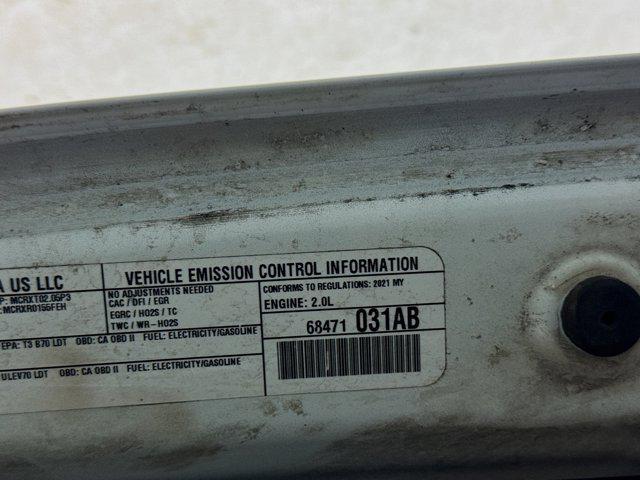 A US LLC
P: MCRXT02.05P3
: MCRXR0155FEH
VEHICLE EMISSION CONTROL INFORMATION
NO ADJUSTMENTS NEEDED
CAC / DFI / EGR
EGRC / HO2S / TC
TWC / WR-HO2S
CONFORMS TO REGULATIONS: 2021 MY
ENGINE: 2.0L
68471 031AB
EPA: T3 B70 LDT OBD: CA OBD II FUEL: ELECTRICITY/GASOLINE
ULEV70 LDT OBD: CA OBD II FUEL: ELECTRICITY/GASOLINE